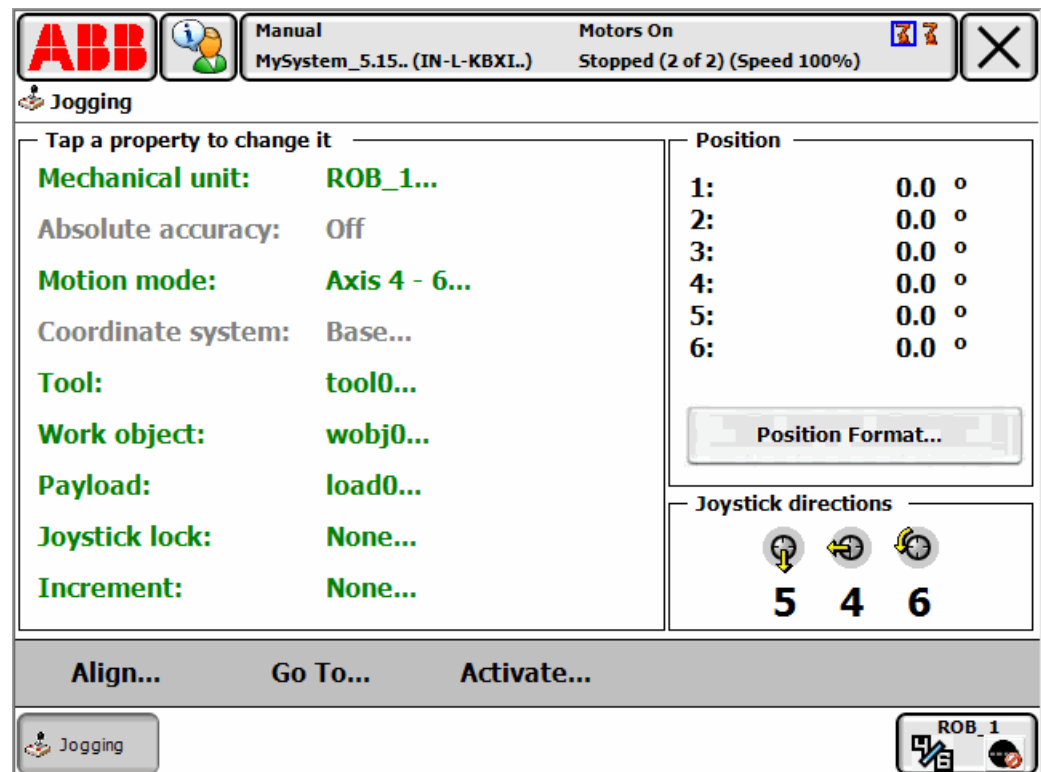 ABB
Manual Motors On
MySystem_5.15.. (IN-L-KBXI..) Stopped (2 of 2) (Speed 100%)
Jogging
Tap a property to change it
Mechanical unit: ROB_1...
Absolute accuracy: Off
Motion mode: Axis 4 - 6...
Coordinate system: Base...
Tool: tool0...
Work object: wobj0...
Payload: load0...
Joystick lock: None...
Increment: None...
Position
1: 0.0 º
2: 0.0 º
3: 0.0 º
4: 0.0 º
5: 0.0 º
6: 0.0 º
Position Format...
Joystick directions
5 4 6
Align... Go To... Activate...
Jogging
ROB_1